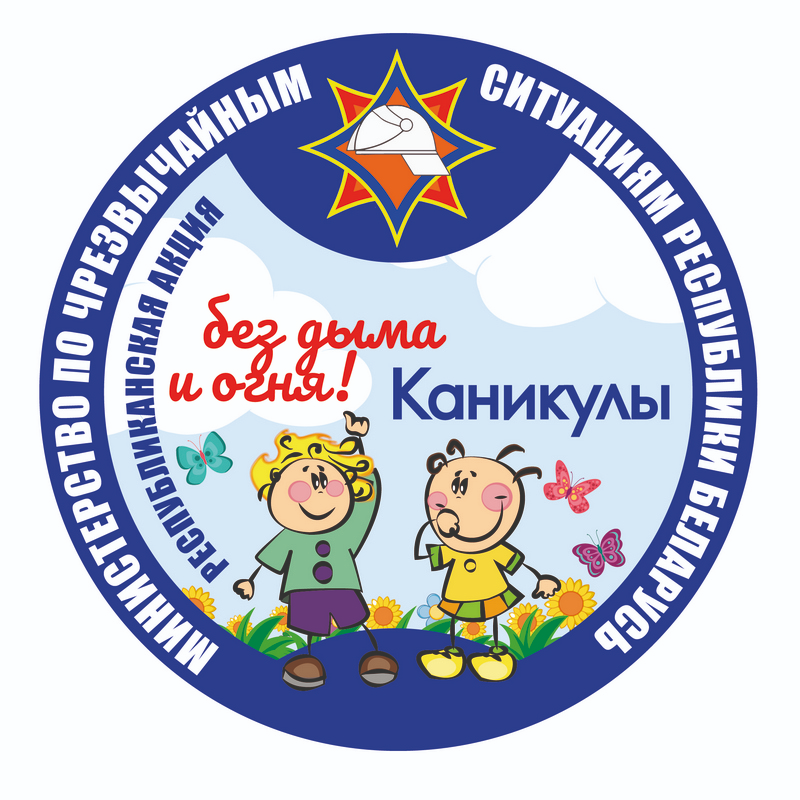 МИНИСТЕРСТВО ПО ЧРЕЗВЫЧАЙНЫМ СИТУАЦИЯМ РЕСПУБЛИКИ БЕЛАРУСЬ
РЕСПУБЛИКАНСКАЯ АКЦИЯ
без дыма
и огня!
Каникулы